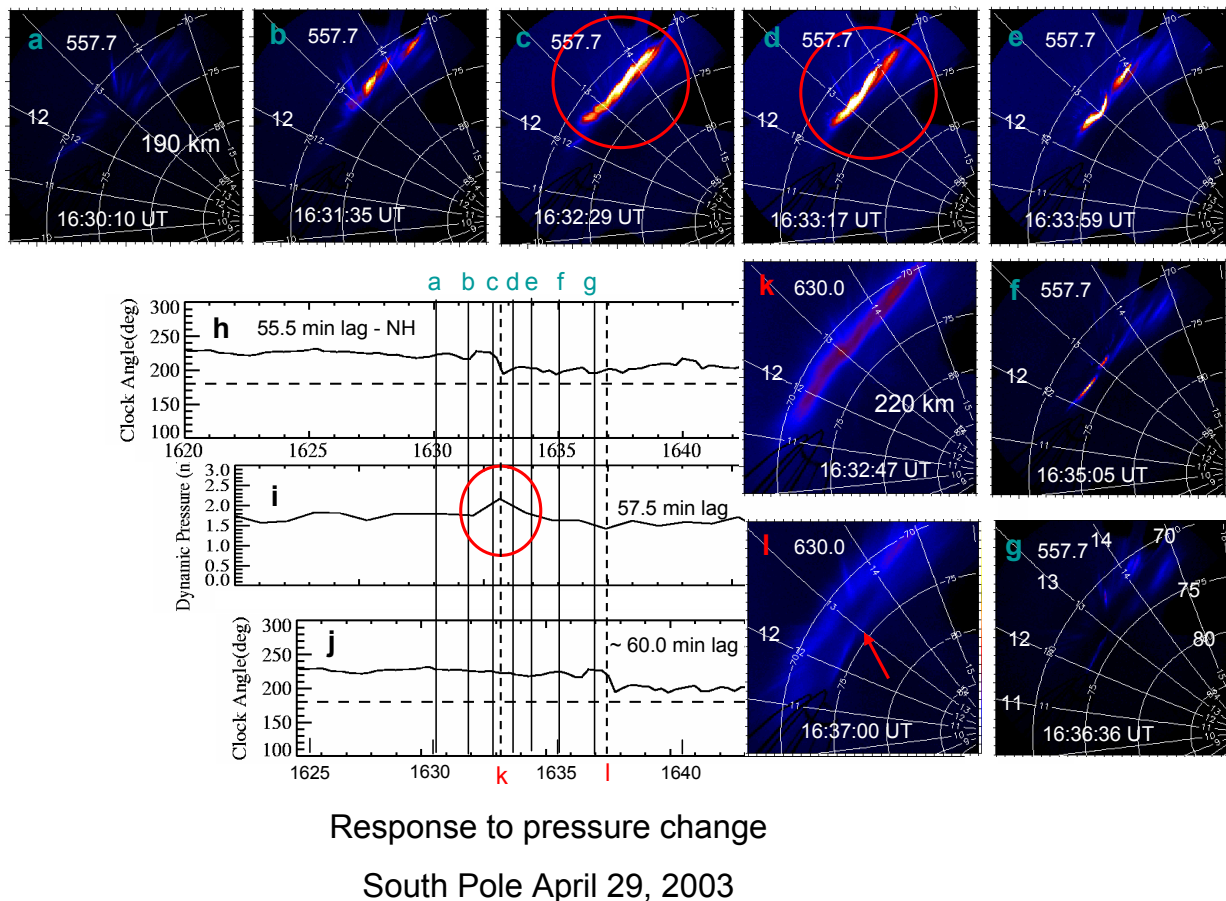 a
557.7
12
190 km
16:30:10 UT
b
557.7
12
16:31:35 UT
c
557.7
12
16:32:29 UT
d
557.7
12
16:33:17 UT
e
557.7
16:33:59 UT
a b c d e f g
Clock Angle(deg)
300
250
200
150
100
h
55.5 min lag - NH
1620 1625 1630 1635 1640
Dynamic Pressure (n
3.0
2.5
2.0
1.5
1.0
0.5
0.0
i
57.5 min lag
Clock Angle(deg)
300
250
200
150
100
j
~ 60.0 min lag
1625 1630 1635 1640
k l
k
630.0
12
220 km
16:32:47 UT
f
557.7
12
16:35:05 UT
l
630.0
12
16:37:00 UT
g
557.7
14
70
13
75
12
80
11
16:36:36 UT
Response to pressure change
South Pole April 29, 2003